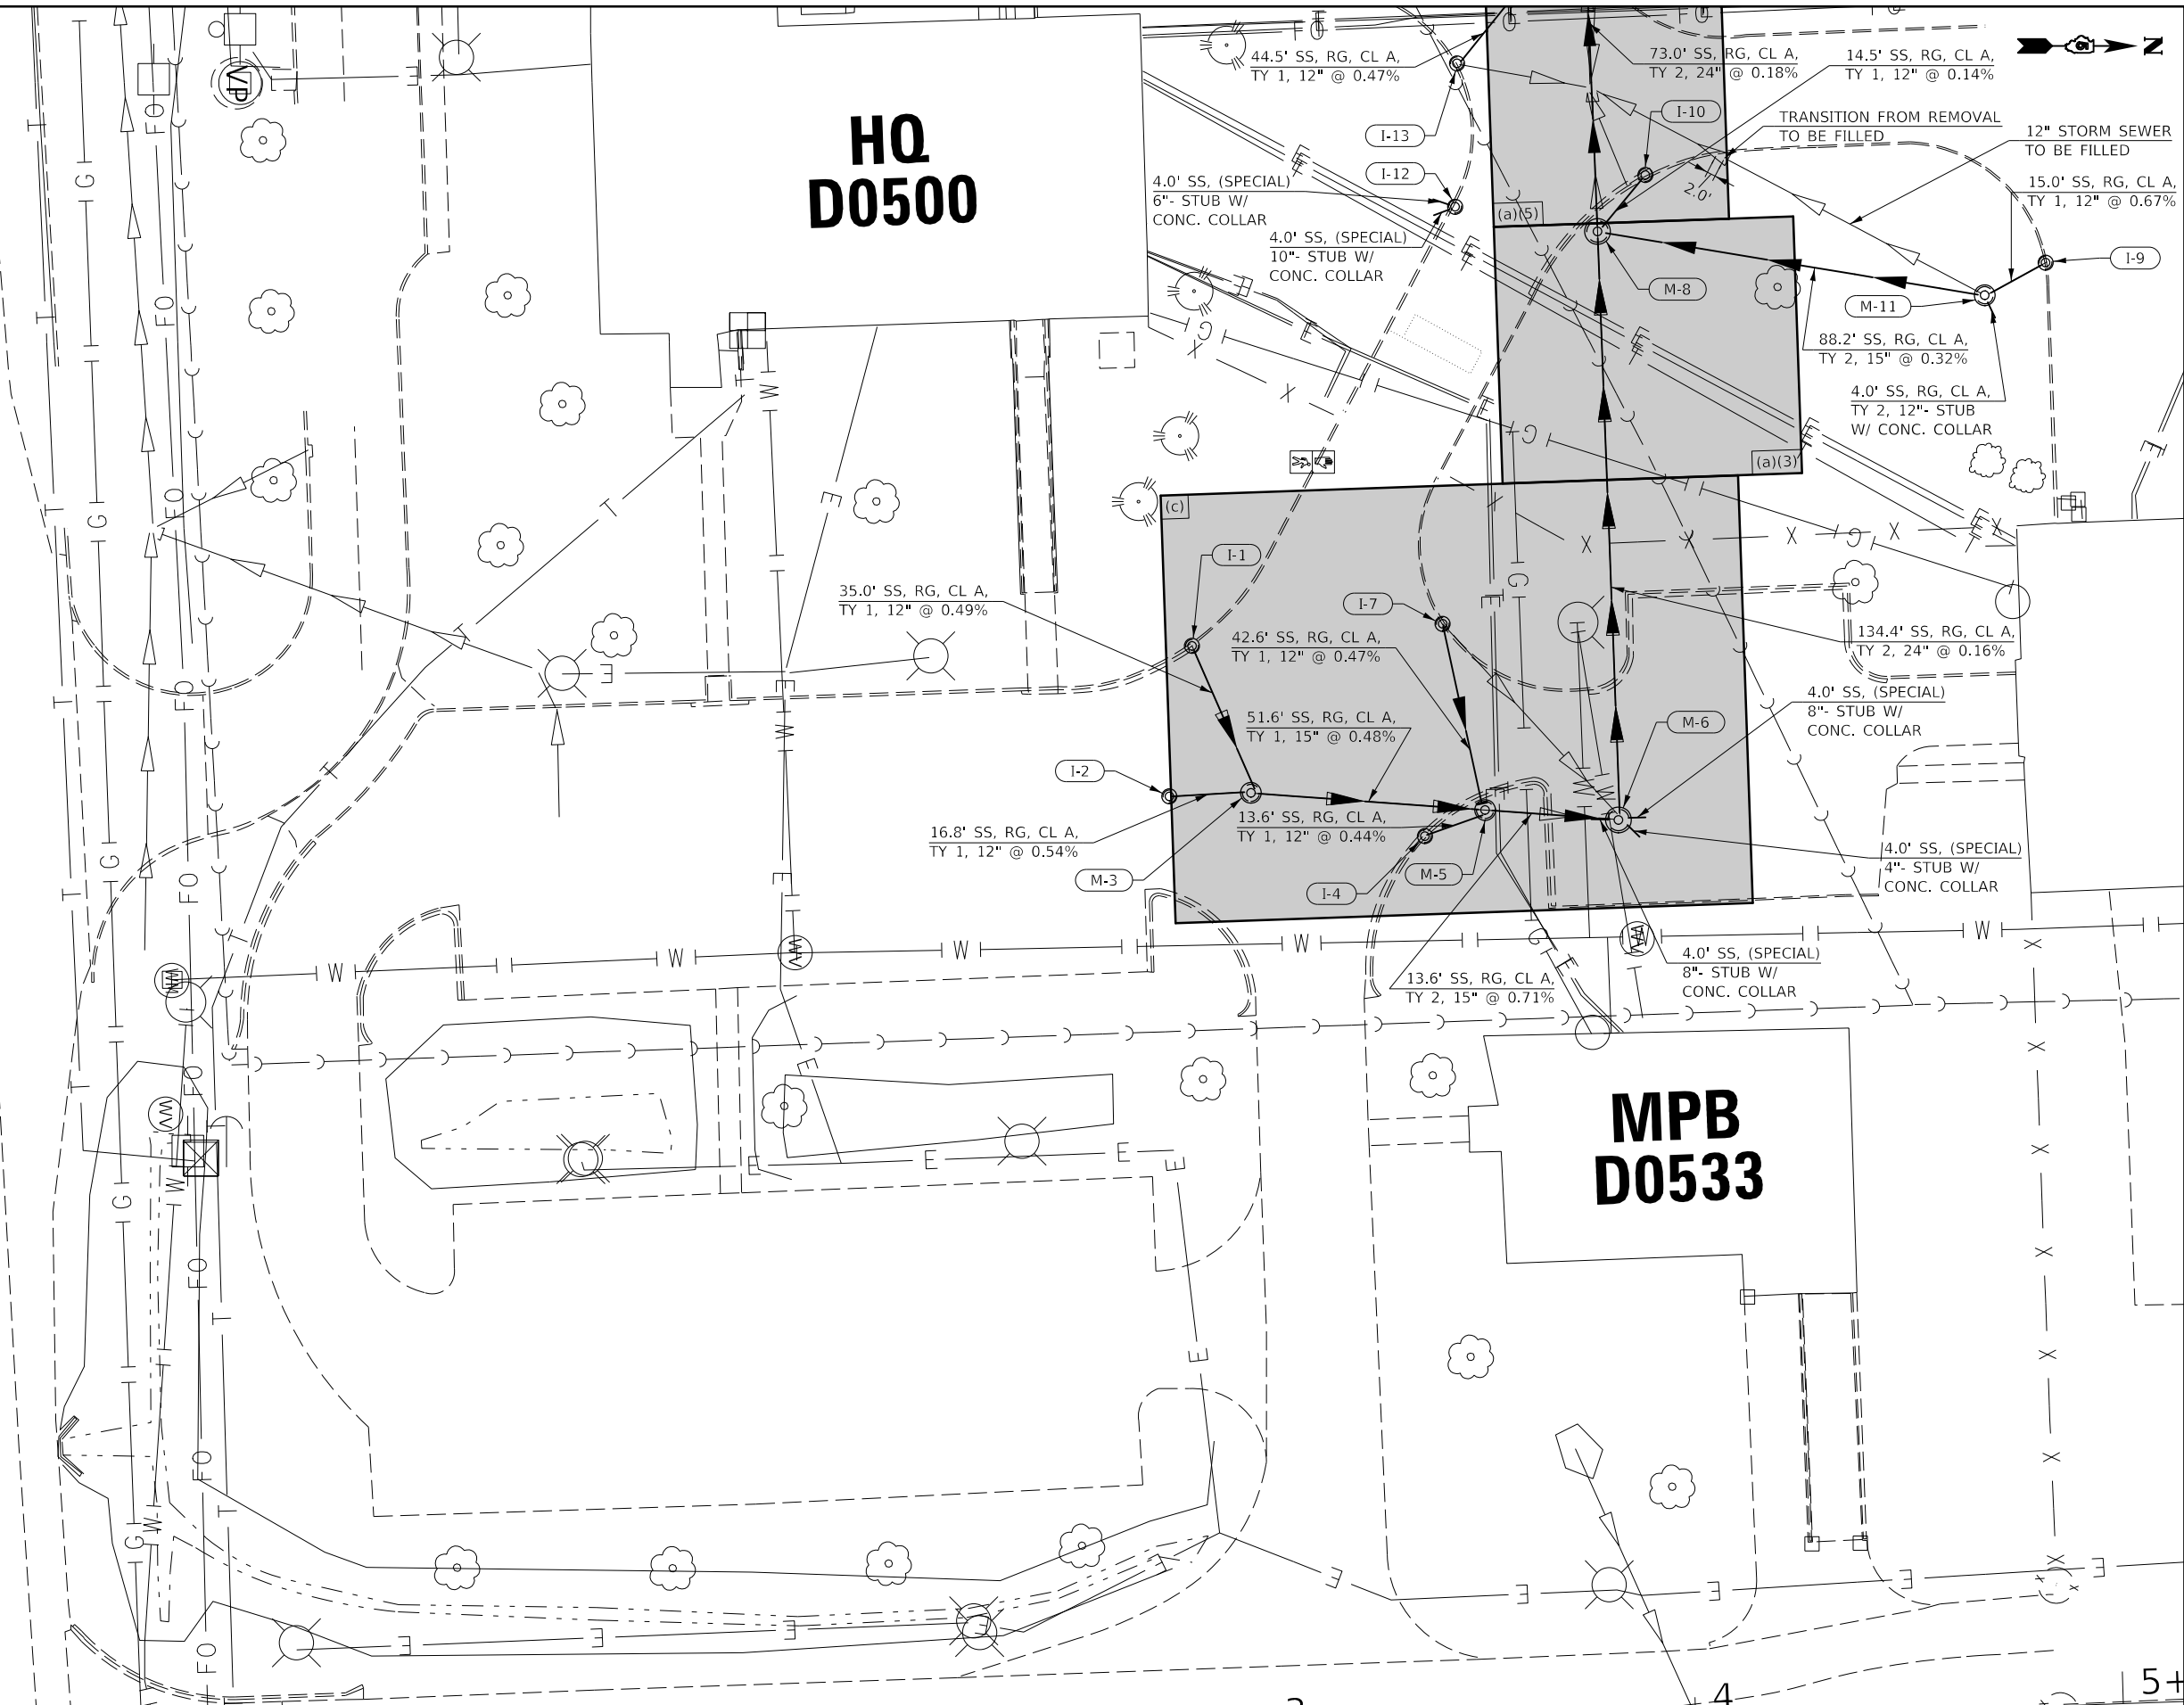 HQ
D0500
44.5' SS, RG, CL A,
TY 1, 12" @ 0.47%
73.0' SS, RG, CL A,
TY 2, 24" @ 0.18%
14.5' SS, RG, CL A,
TY 1, 12" @ 0.14%
N
I-13
I-10
TRANSITION FROM REMOVAL
TO BE FILLED
12" STORM SEWER
TO BE FILLED
I-12
4.0' SS, (SPECIAL)
6"- STUB W/
CONC. COLLAR
2.0'
15.0' SS, RG, CL A,
TY 1, 12" @ 0.67%
(a)(5)
4.0' SS, (SPECIAL)
10"- STUB W/
CONC. COLLAR
I-9
M-8
M-11
88.2' SS, RG, CL A,
TY 2, 15" @ 0.32%
4.0' SS, RG, CL A,
TY 2, 12"- STUB
W/ CONC. COLLAR
(a)(3)
(c)
I-1
35.0' SS, RG, CL A,
TY 1, 12" @ 0.49%
I-7
42.6' SS, RG, CL A,
TY 1, 12" @ 0.47%
134.4' SS, RG, CL A,
TY 2, 24" @ 0.16%
4.0' SS, (SPECIAL)
8"- STUB W/
CONC. COLLAR
51.6' SS, RG, CL A,
TY 1, 15" @ 0.48%
M-6
I-2
16.8' SS, RG, CL A,
TY 1, 12" @ 0.54%
13.6' SS, RG, CL A,
TY 1, 12" @ 0.44%
4.0' SS, (SPECIAL)
4"- STUB W/
CONC. COLLAR
M-3
I-4
M-5
4.0' SS, (SPECIAL)
8"- STUB W/
CONC. COLLAR
13.6' SS, RG, CL A,
TY 2, 15" @ 0.71%
MPB
D0533
VP
FO
G
T
W
E
X
WV
4
5+